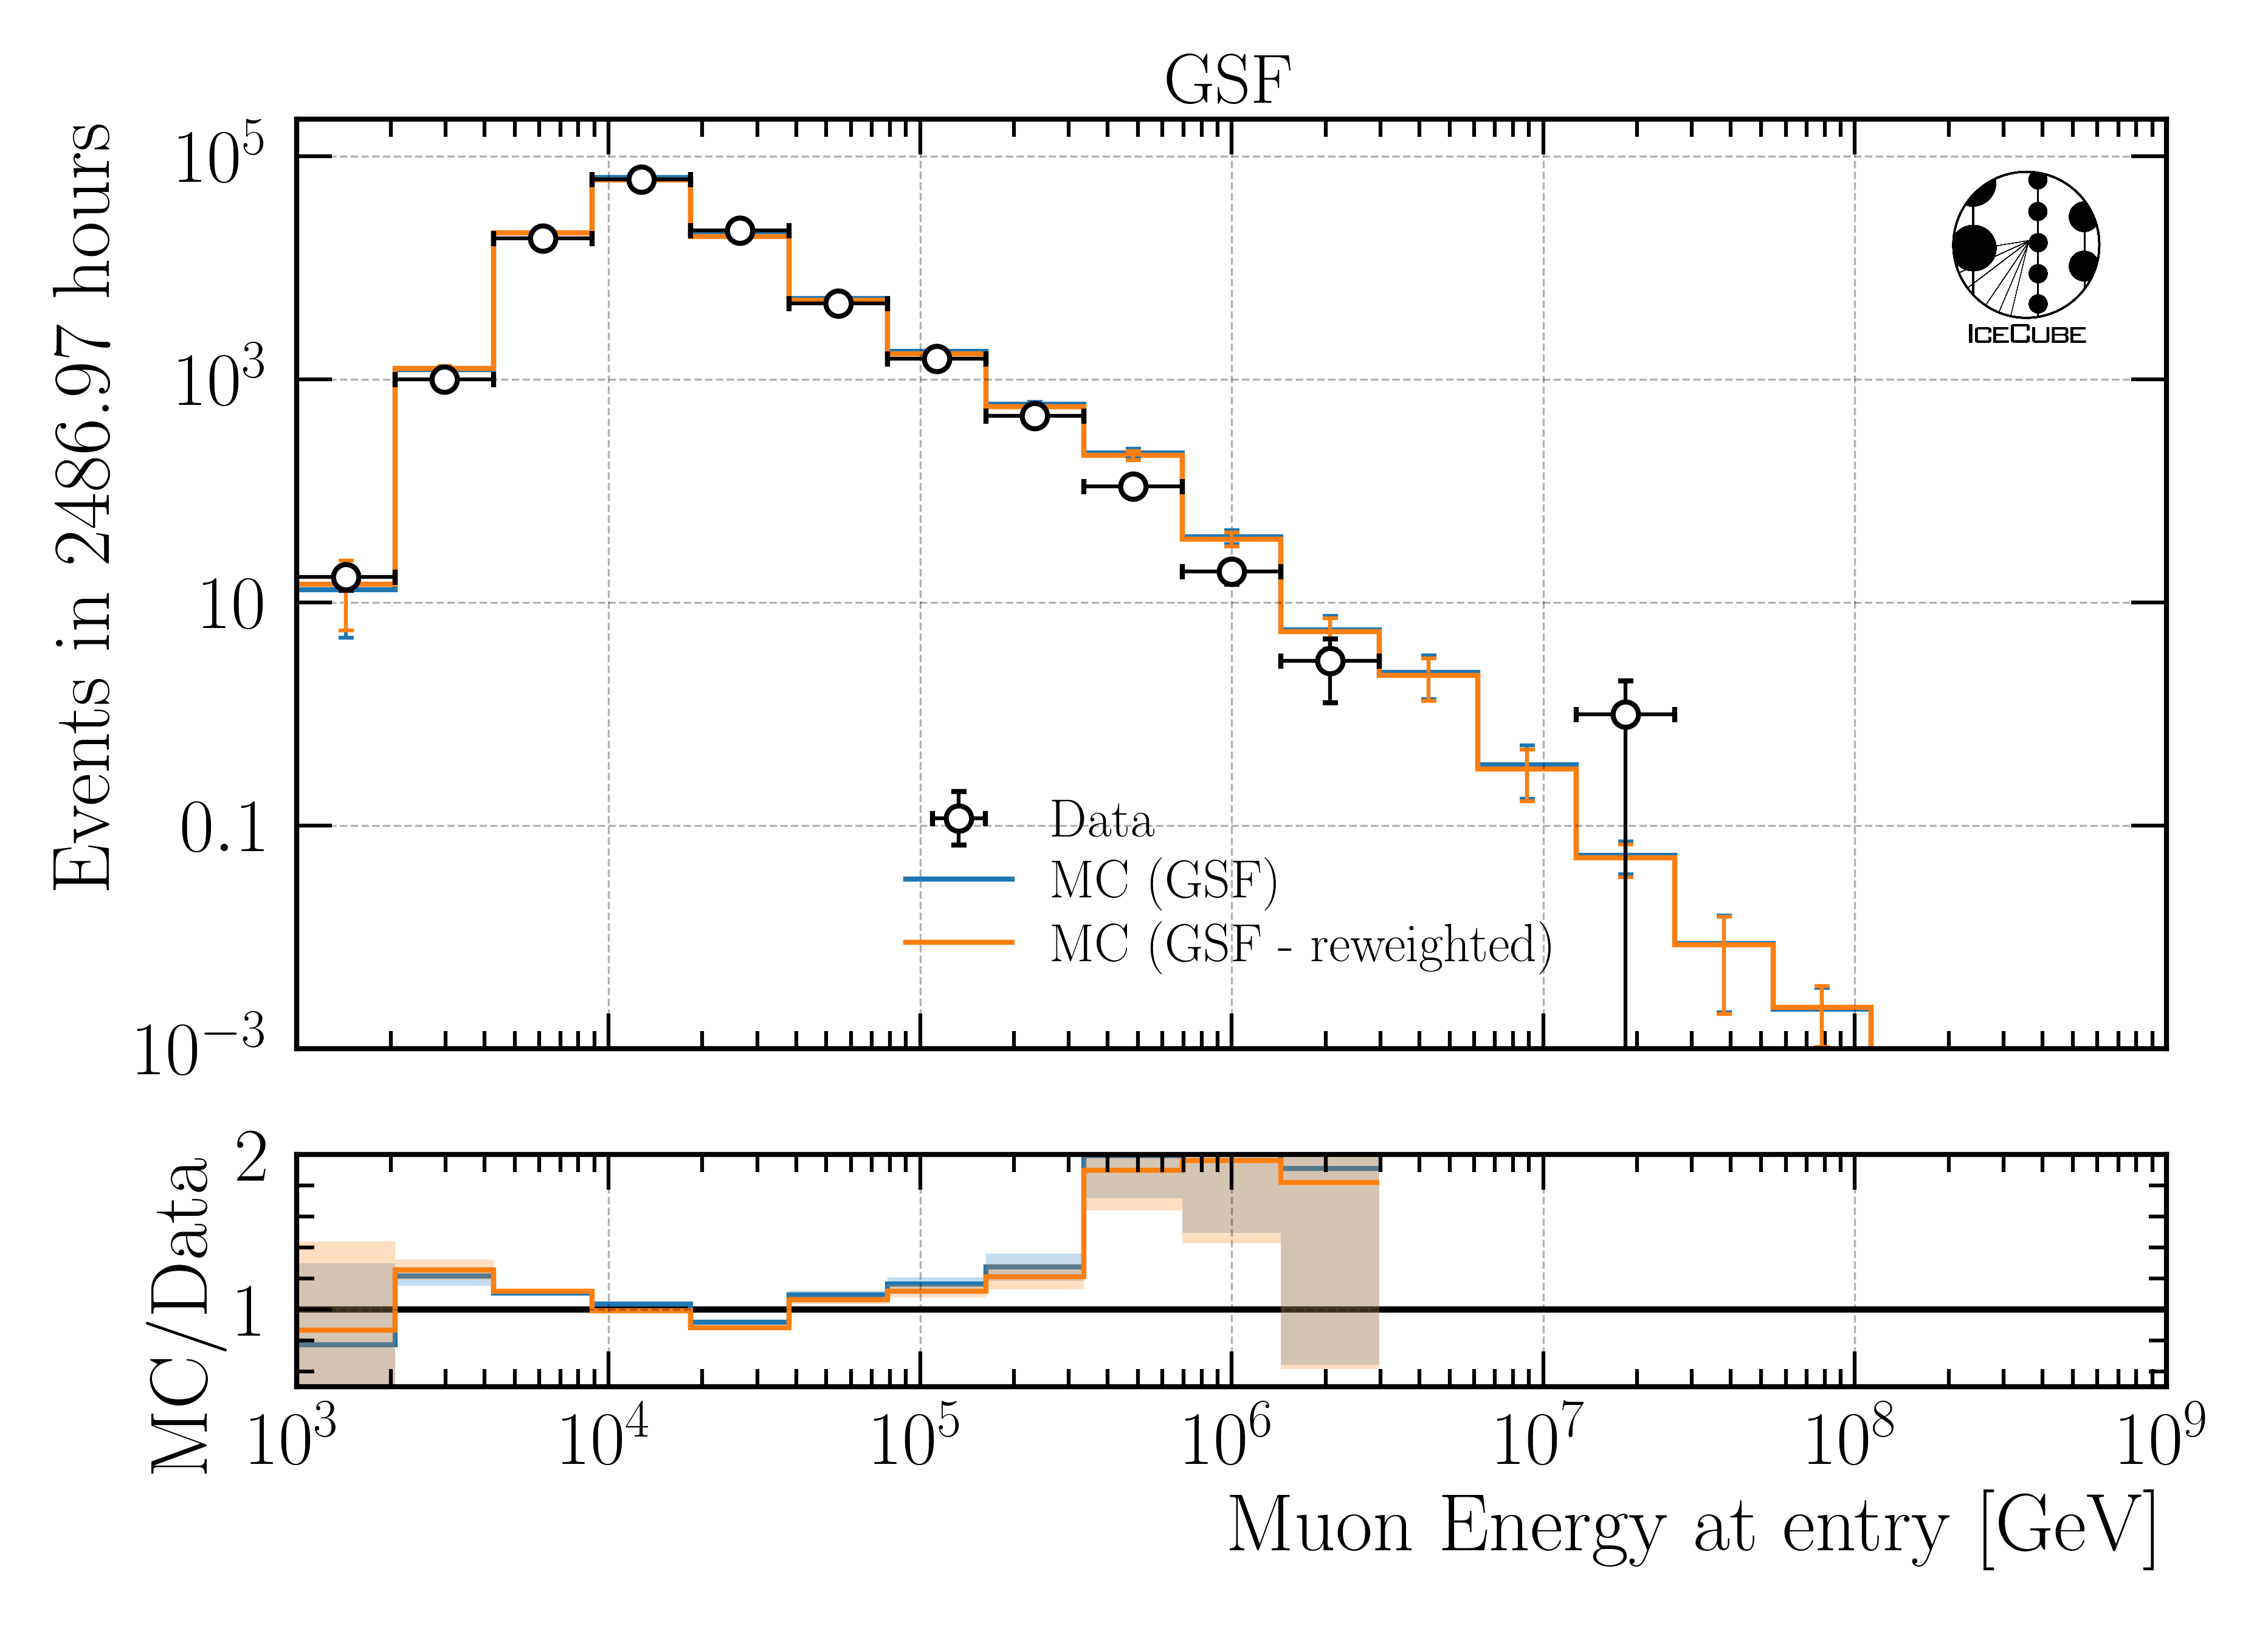 GSF
10^5
10^3
10
0.1
10^−3
Events in 2486.97 hours
ICECUBE
Data
MC (GSF)
MC (GSF - reweighted)
2
1
MC/Data
10^3 10^4 10^5 10^6 10^7 10^8 10^9
Muon Energy at entry [GeV]